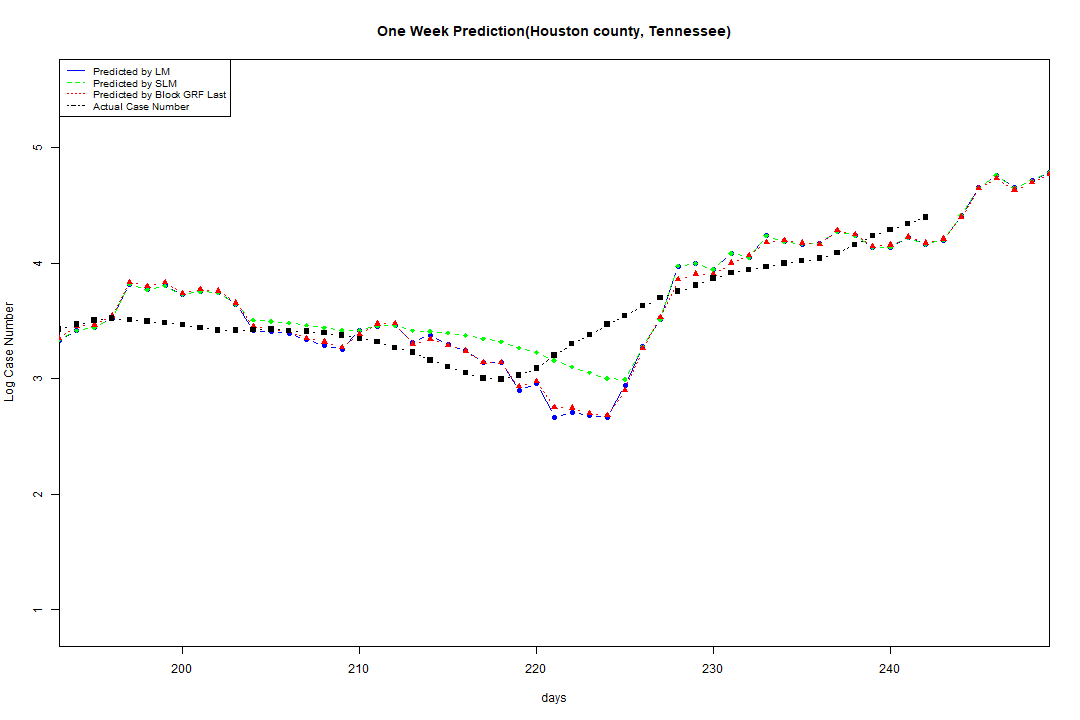 One Week Prediction(Houston county, Tennessee)
Predicted by LM
Predicted by SLM
Predicted by Block GRF Last
Actual Case Number
Log Case Number
5
4
3
2
1
200
210
220
230
240
days